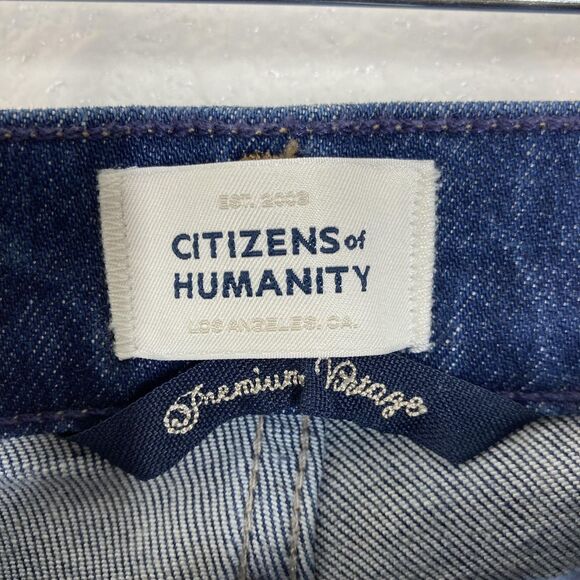 EST. 2003
CITIZENS of
HUMANITY
LOS ANGELES, CA.
Premium Vintage